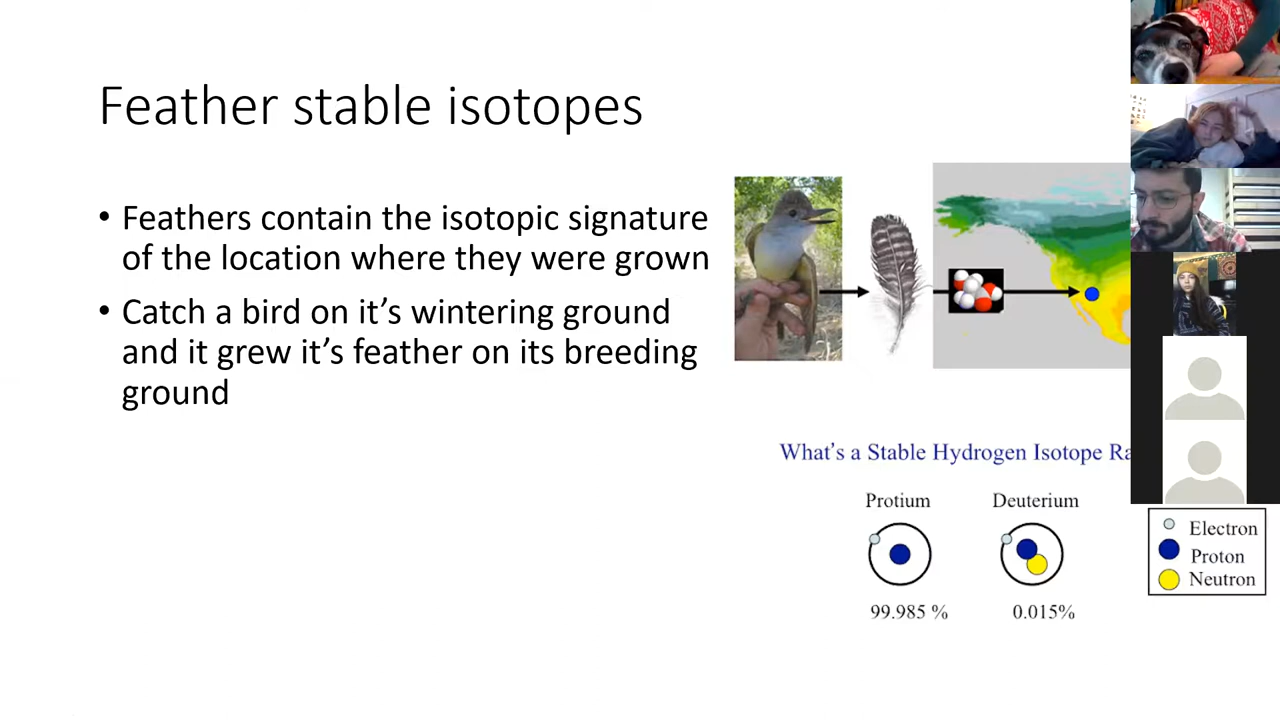 Feather stable isotopes
• Feathers contain the isotopic signature
of the location where they were grown
• Catch a bird on it’s wintering ground
and it grew it’s feather on its breeding
ground
What’s a Stable Hydrogen Isotope Ra
Protium
Deuterium
99.985 %
0.015%
Electron
Proton
Neutron